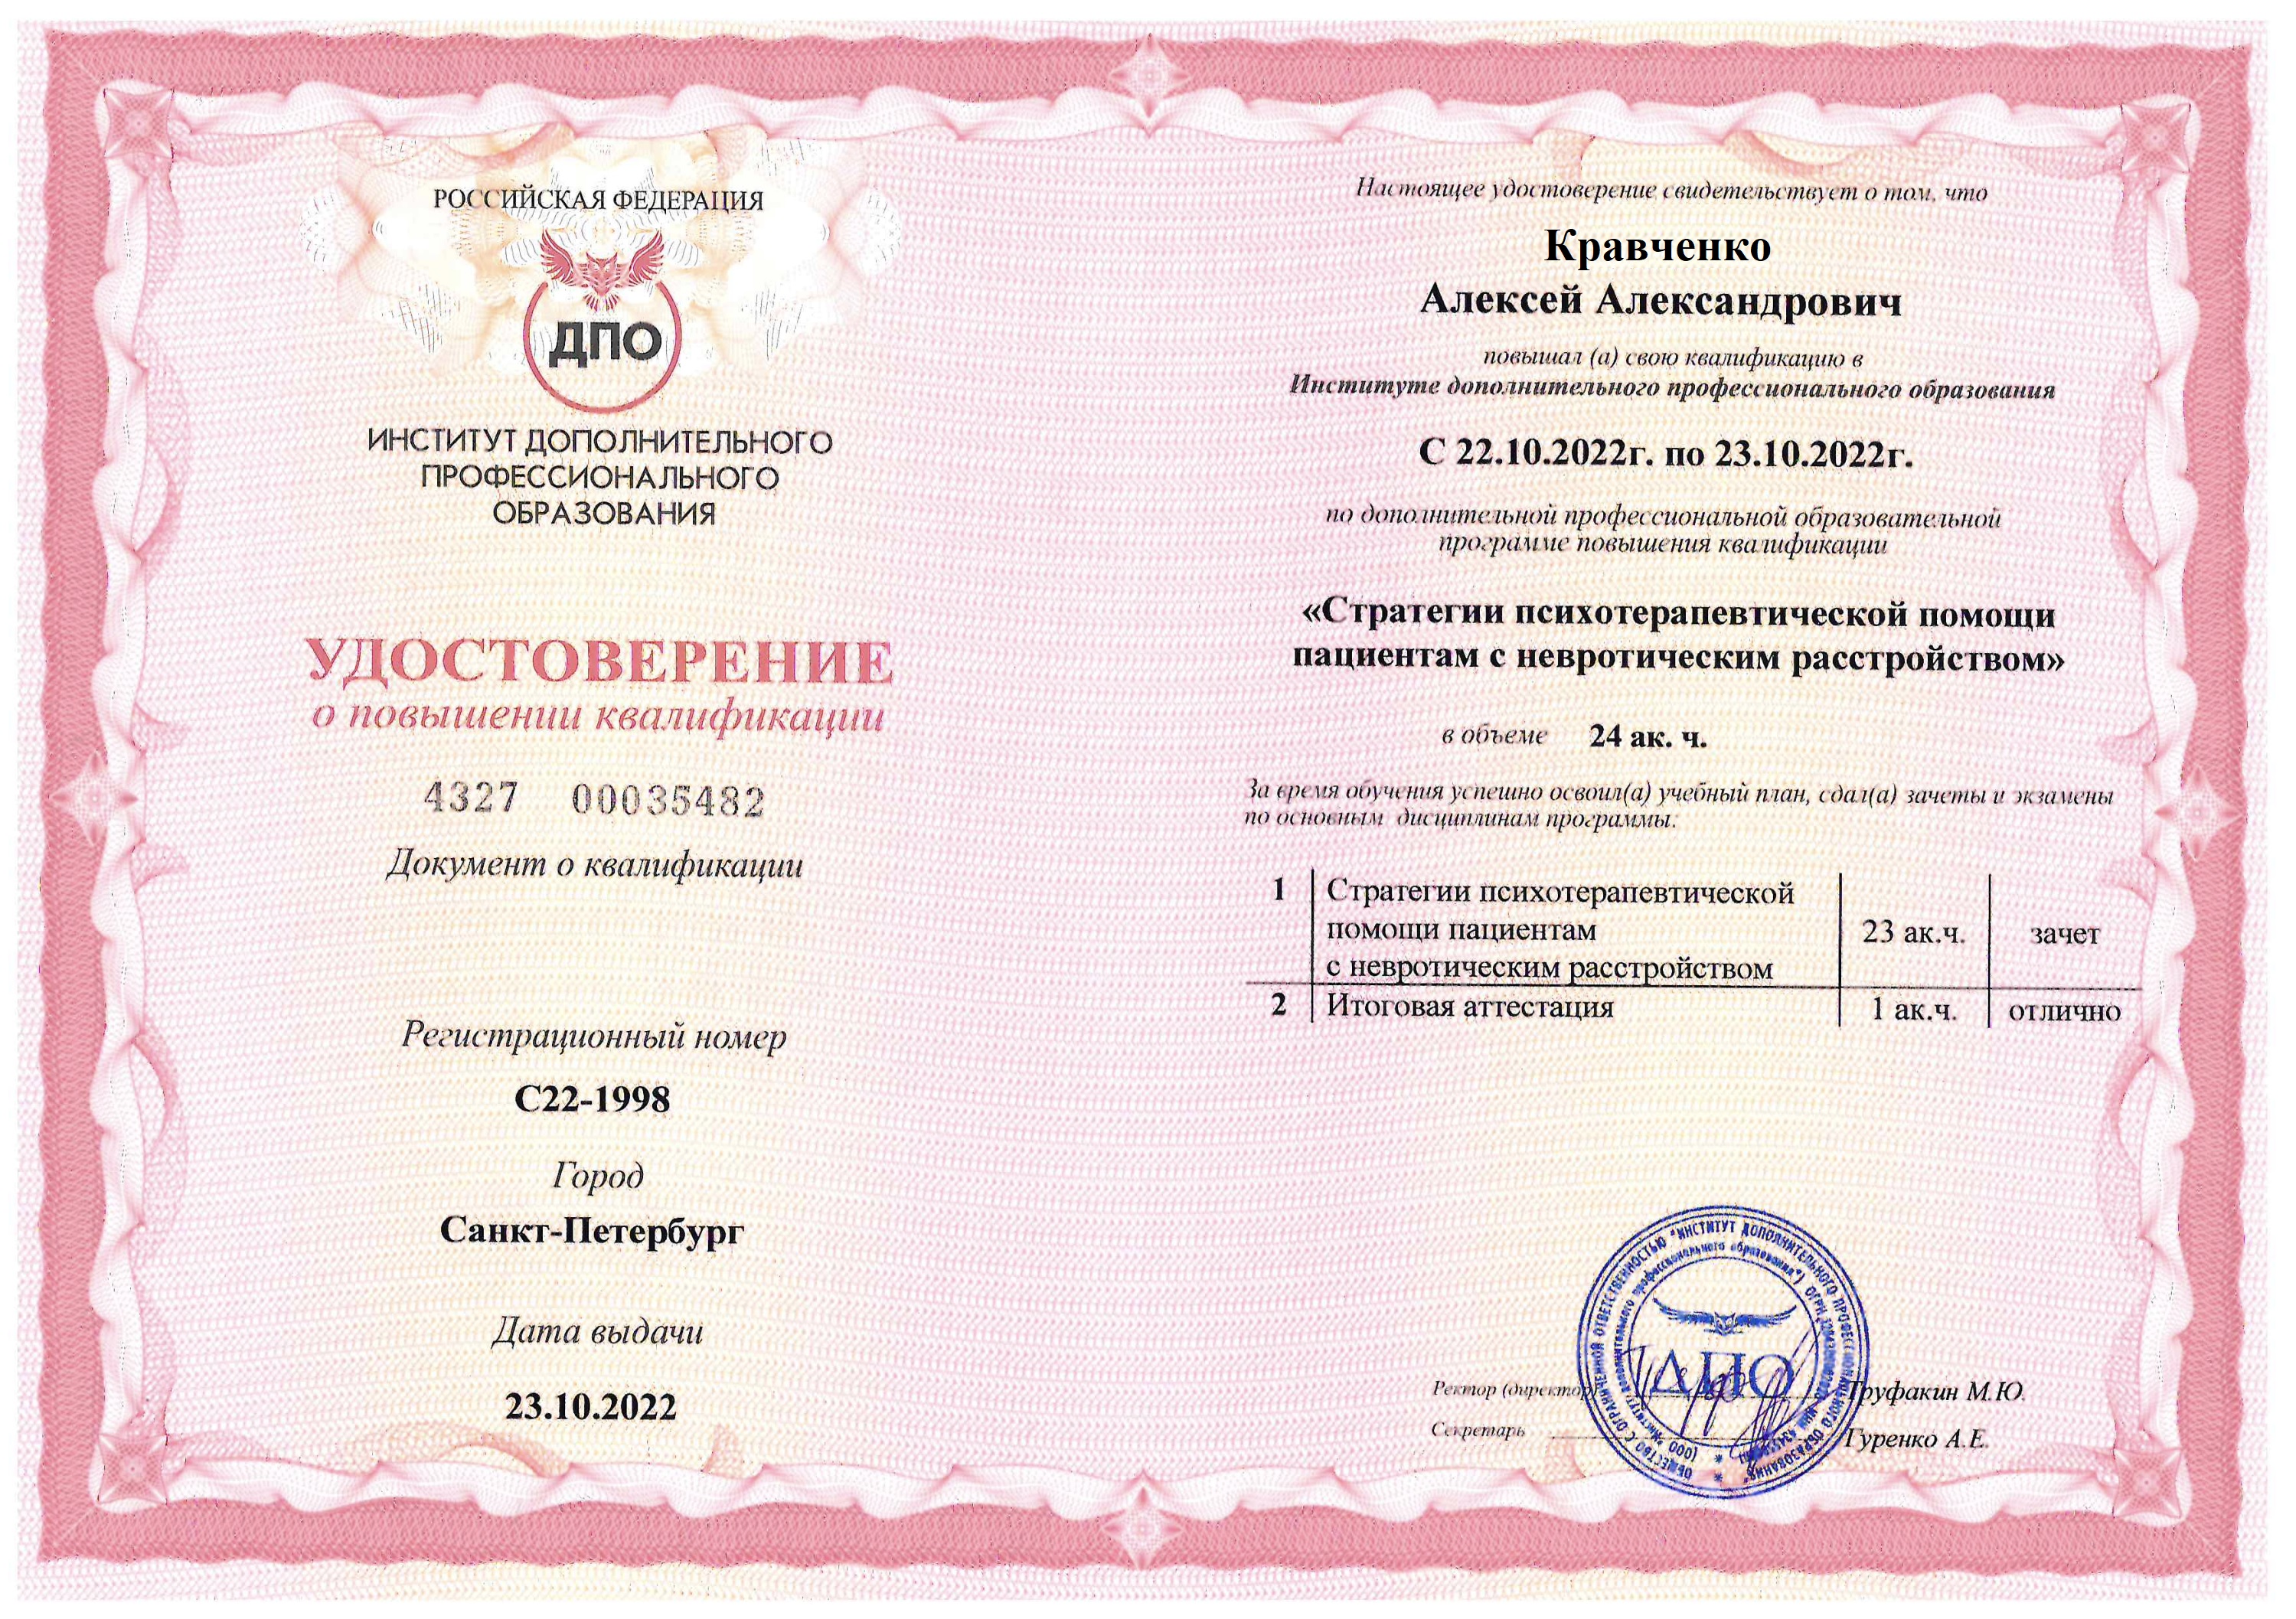 РОССИЙСКАЯ ФЕДЕРАЦИЯ
ДПО
ИНСТИТУТ ДОПОЛНИТЕЛЬНОГО
ПРОФЕССИОНАЛЬНОГО
ОБРАЗОВАНИЯ
УДОСТОВЕРЕНИЕ
о повышении квалификации
4327 00035482
Документ о квалификации
Регистрационный номер
С22-1998
Город
Санкт-Петербург
Дата выдачи
23.10.2022
Настоящее удостоверение свидетельствует о том, что
Кравченко
Алексей Александрович
повышал (а) свою квалификацию в
Институте дополнительного профессионального образования
С 22.10.2022г. по 23.10.2022г.
по дополнительной профессиональной образовательной
программе повышения квалификации
«Стратегии психотерапевтической помощи
пациентам с невротическим расстройством»
в объеме 24 ак. ч.
За время обучения успешно освоил(а) учебный план, сдал(а) зачеты и экзамены
по основным дисциплинам программы:
1 Стратегии психотерапевтической
помощи пациентам 23 ак.ч. зачет
с невротическим расстройством
2 Итоговая аттестация 1 ак.ч. отлично
ОБЩЕСТВО С ОГРАНИЧЕННОЙ ОТВЕТСТВЕННОСТЬЮ "ИНСТИТУТ ДОПОЛНИТЕЛЬНОГО ПРОФЕССИОНАЛЬНОГО ОБРАЗОВАНИЯ"
(ООО "Институт дополнительного профессионального образования") ОГРН
ДПО
Ректор (директор) Труфакин М.Ю.
Секретарь Гуренко А.Е.